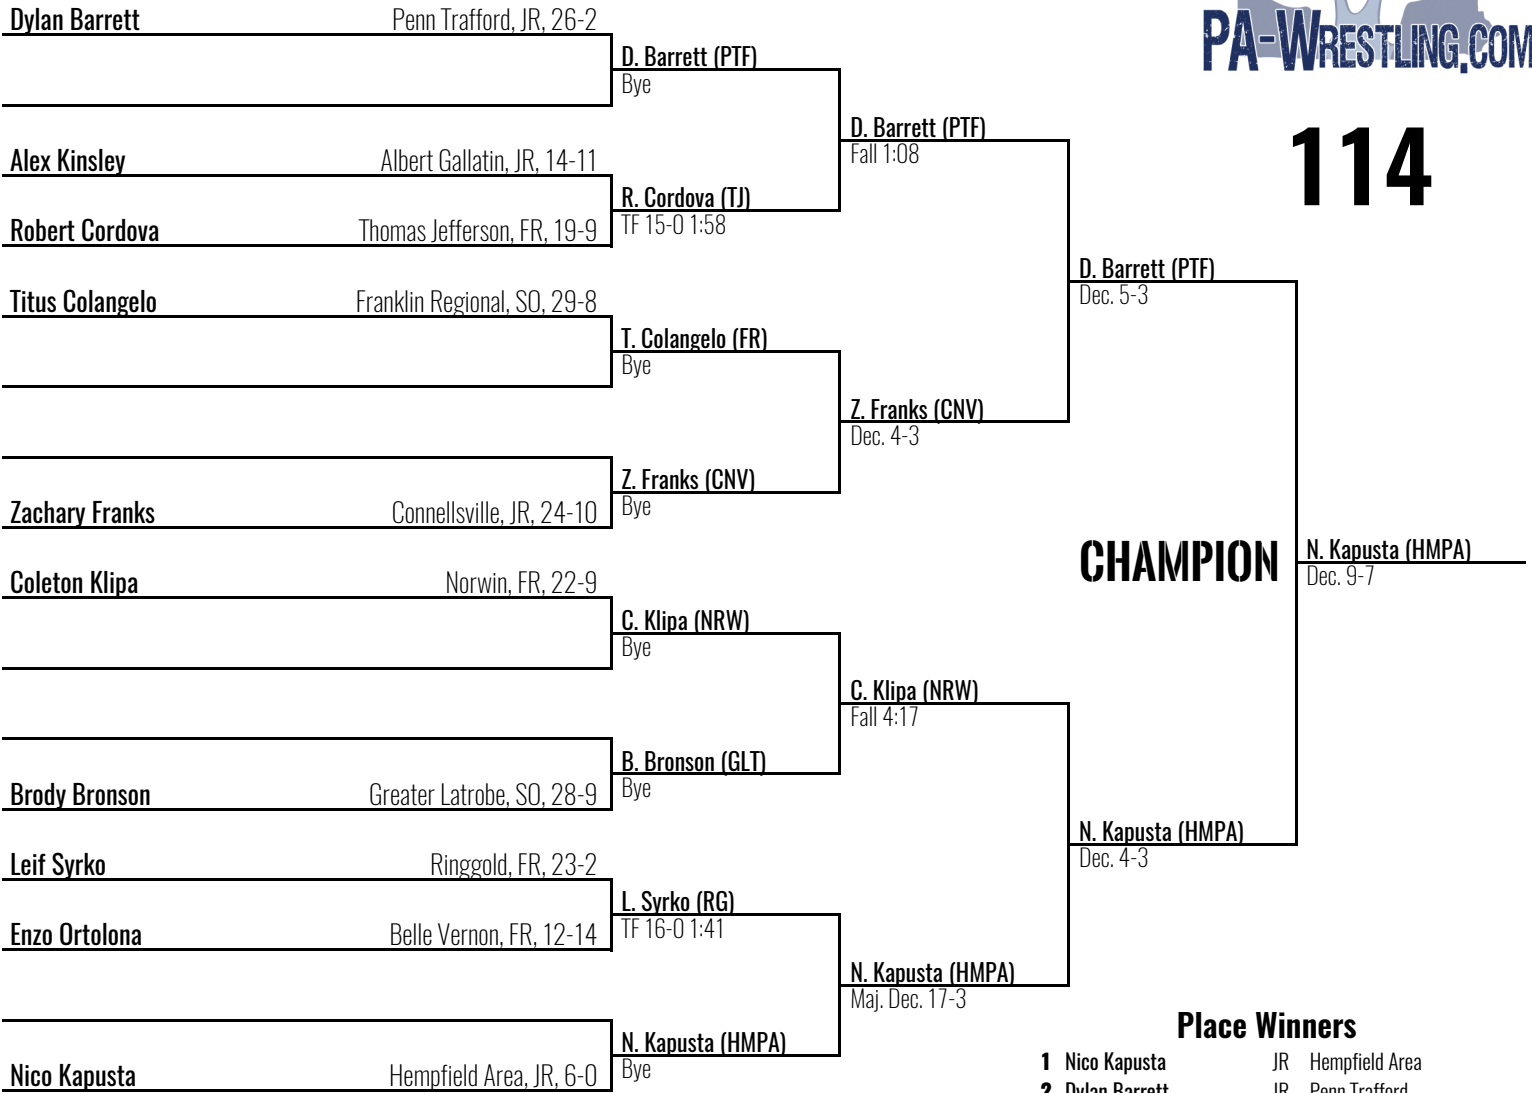 PA-WRESTLING.COM
114
Dylan Barrett Penn Trafford, JR, 26-2
D. Barrett (PTF)
Bye
D. Barrett (PTF)
Fall 1:08
Alex Kinsley Albert Gallatin, JR, 14-11
R. Cordova (TJ)
TF 15-0 1:58
Robert Cordova Thomas Jefferson, FR, 19-9
D. Barrett (PTF)
Dec. 5-3
Titus Colangelo Franklin Regional, SO, 29-8
T. Colangelo (FR)
Bye
Z. Franks (CNV)
Dec. 4-3
Z. Franks (CNV)
Bye
Zachary Franks Connellsville, JR, 24-10
CHAMPION
N. Kapusta (HMPA)
Dec. 9-7
Coleton Klipa Norwin, FR, 22-9
C. Klipa (NRW)
Bye
C. Klipa (NRW)
Fall 4:17
B. Bronson (GLT)
Bye
Brody Bronson Greater Latrobe, SO, 28-9
N. Kapusta (HMPA)
Dec. 4-3
Leif Syrko Ringgold, FR, 23-2
L. Syrko (RG)
TF 16-0 1:41
Enzo Ortolona Belle Vernon, FR, 12-14
N. Kapusta (HMPA)
Maj. Dec. 17-3
N. Kapusta (HMPA)
Bye
Nico Kapusta Hempfield Area, JR, 6-0
Place Winners
1 Nico Kapusta JR Hempfield Area
2 Dylan Barrett JR Penn Trafford